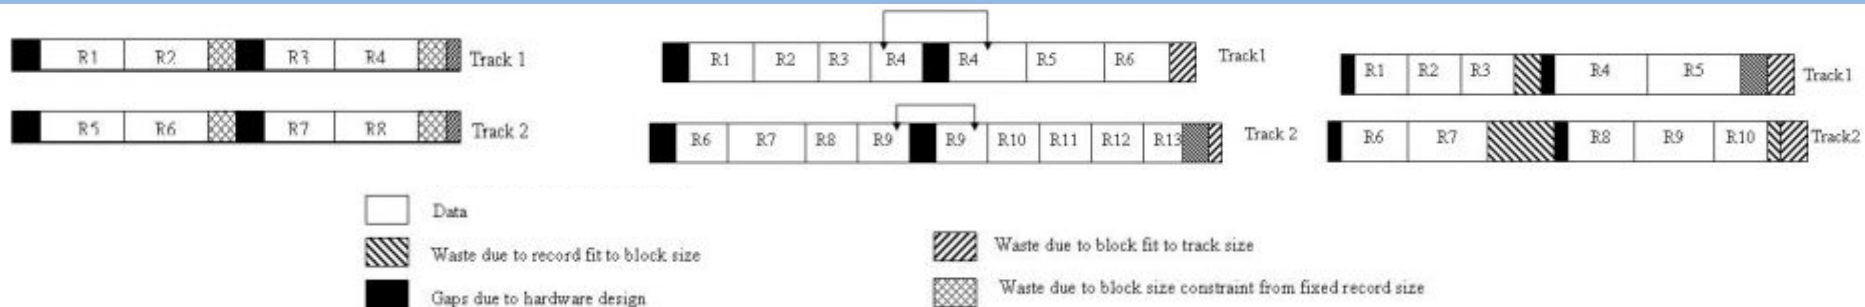 R1 R2 R3 R4 Track 1
R5 R6 R7 R8 Track 2
R1 R2 R3 R4 R4 R5 R6 Track1
R6 R7 R8 R9 R9 R10 R11 R12 R13 Track 2
R1 R2 R3 R4 R5 Track1
R6 R7 R8 R9 R10 Track2
Data
Waste due to record fit to block size
Gaps due to hardware design
Waste due to block fit to track size
Waste due to block size constraint from fixed record size